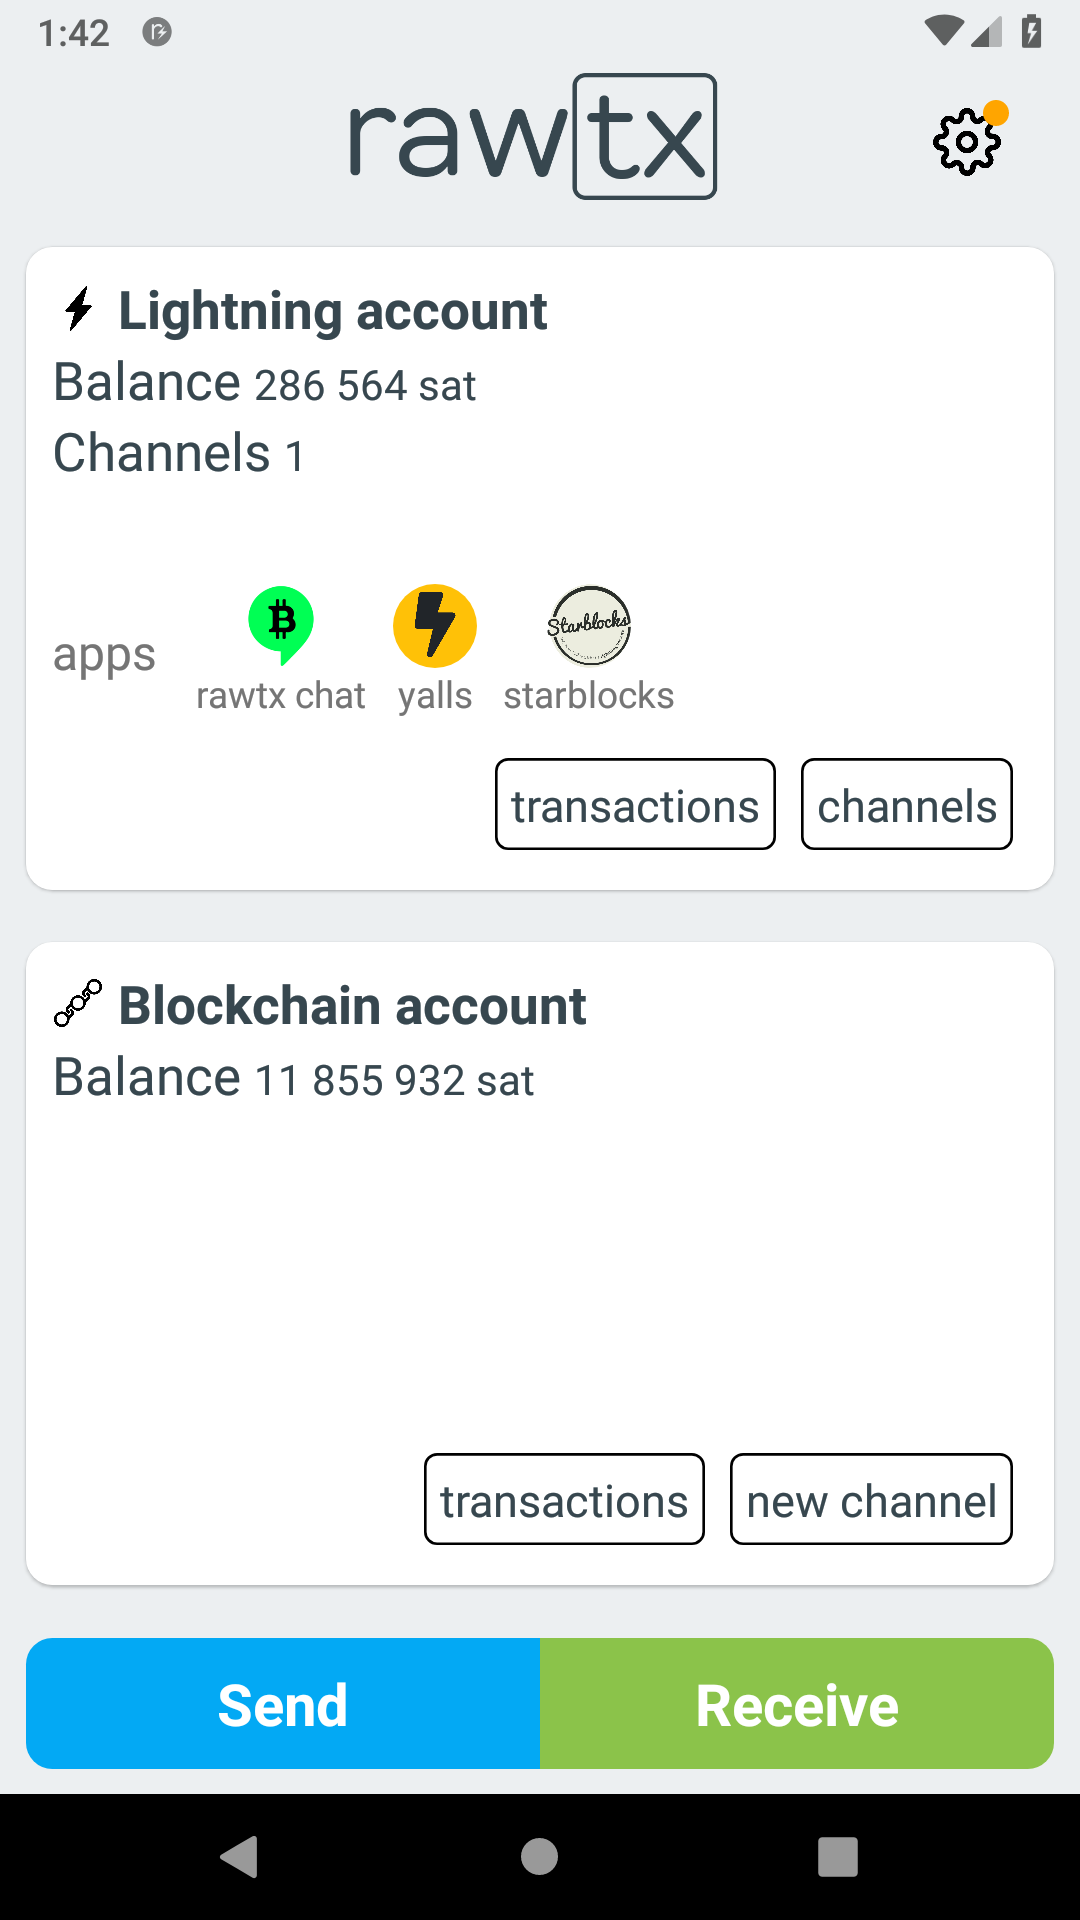 1:42
rawtx
Lightning account
Balance 286 564 sat
Channels 1
apps
rawtx chat
yalls
Starblocks
starblocks
transactions
channels
Blockchain account
Balance 11 855 932 sat
transactions
new channel
Send
Receive